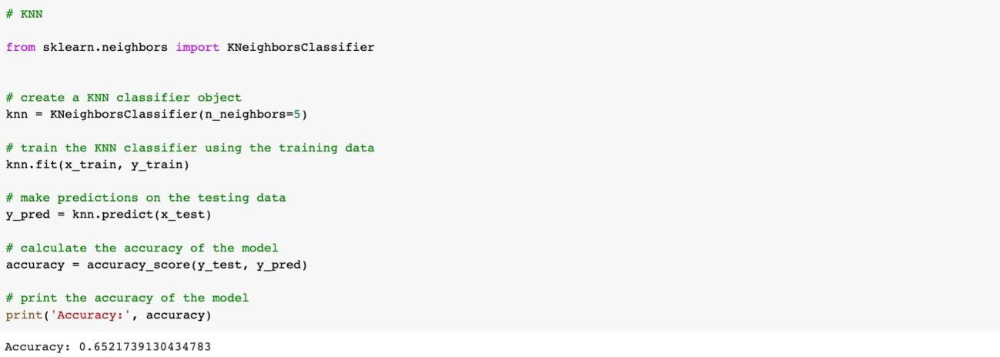 # KNN
from sklearn.neighbors import KNeighborsClassifier
# create a KNN classifier object
knn = KNeighborsClassifier(n_neighbors=5)
# train the KNN classifier using the training data
knn.fit(x_train, y_train)
# make predictions on the testing data
y_pred = knn.predict(x_test)
# calculate the accuracy of the model
accuracy = accuracy_score(y_test, y_pred)
# print the accuracy of the model
print('Accuracy:', accuracy)
Accuracy: 0.6521739130434783